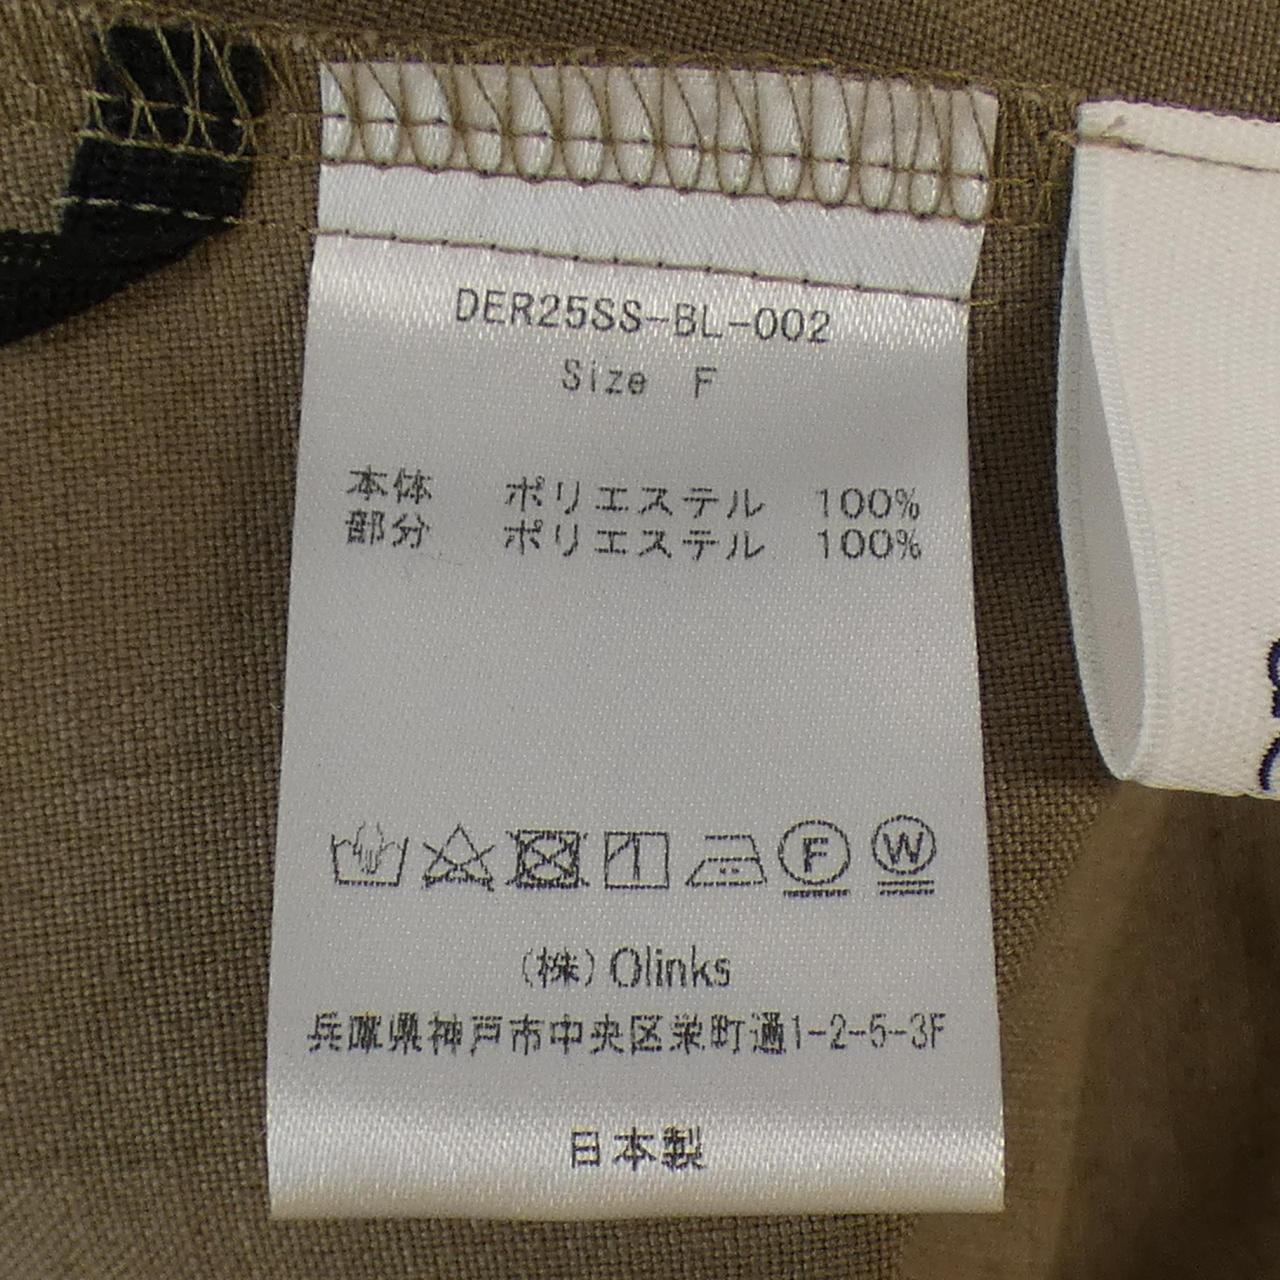 DER25SS-BL-002
Size F
本体 ポリエステル 100%
部分 ポリエステル 100%
F W
(株)Olinks
兵庫県神戸市中央区栄町通1-2-5-3F
日本製